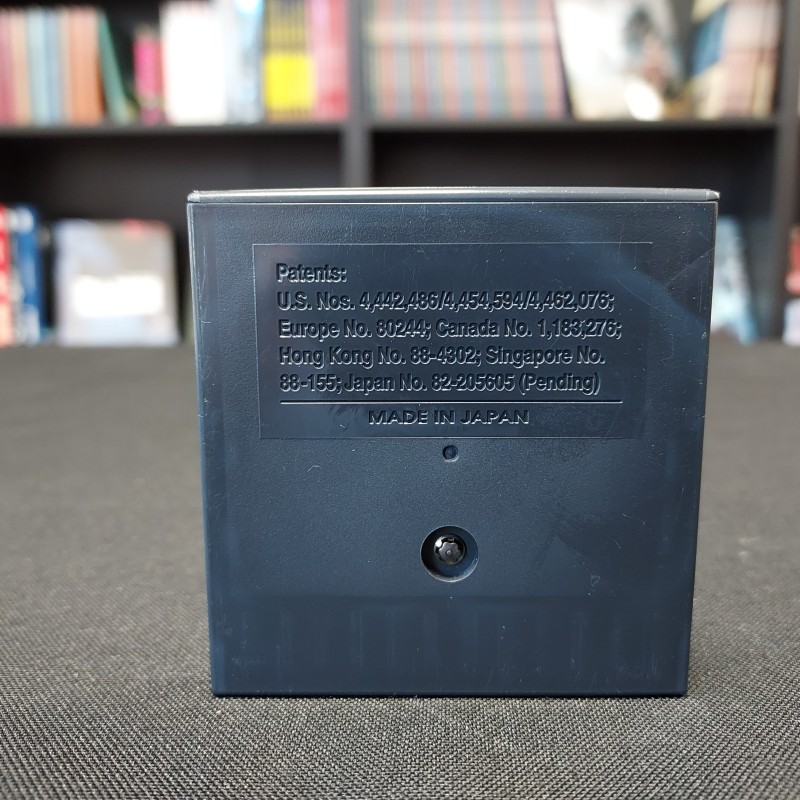 Patents:
U.S. Nos. 4,442,486/4,454,594/4,462,076;
Europe No. 80244; Canada No. 1,183,276;
Hong Kong No. 88-4302; Singapore No.
88-155; Japan No. 82-205605 (Pending)
MADE IN JAPAN